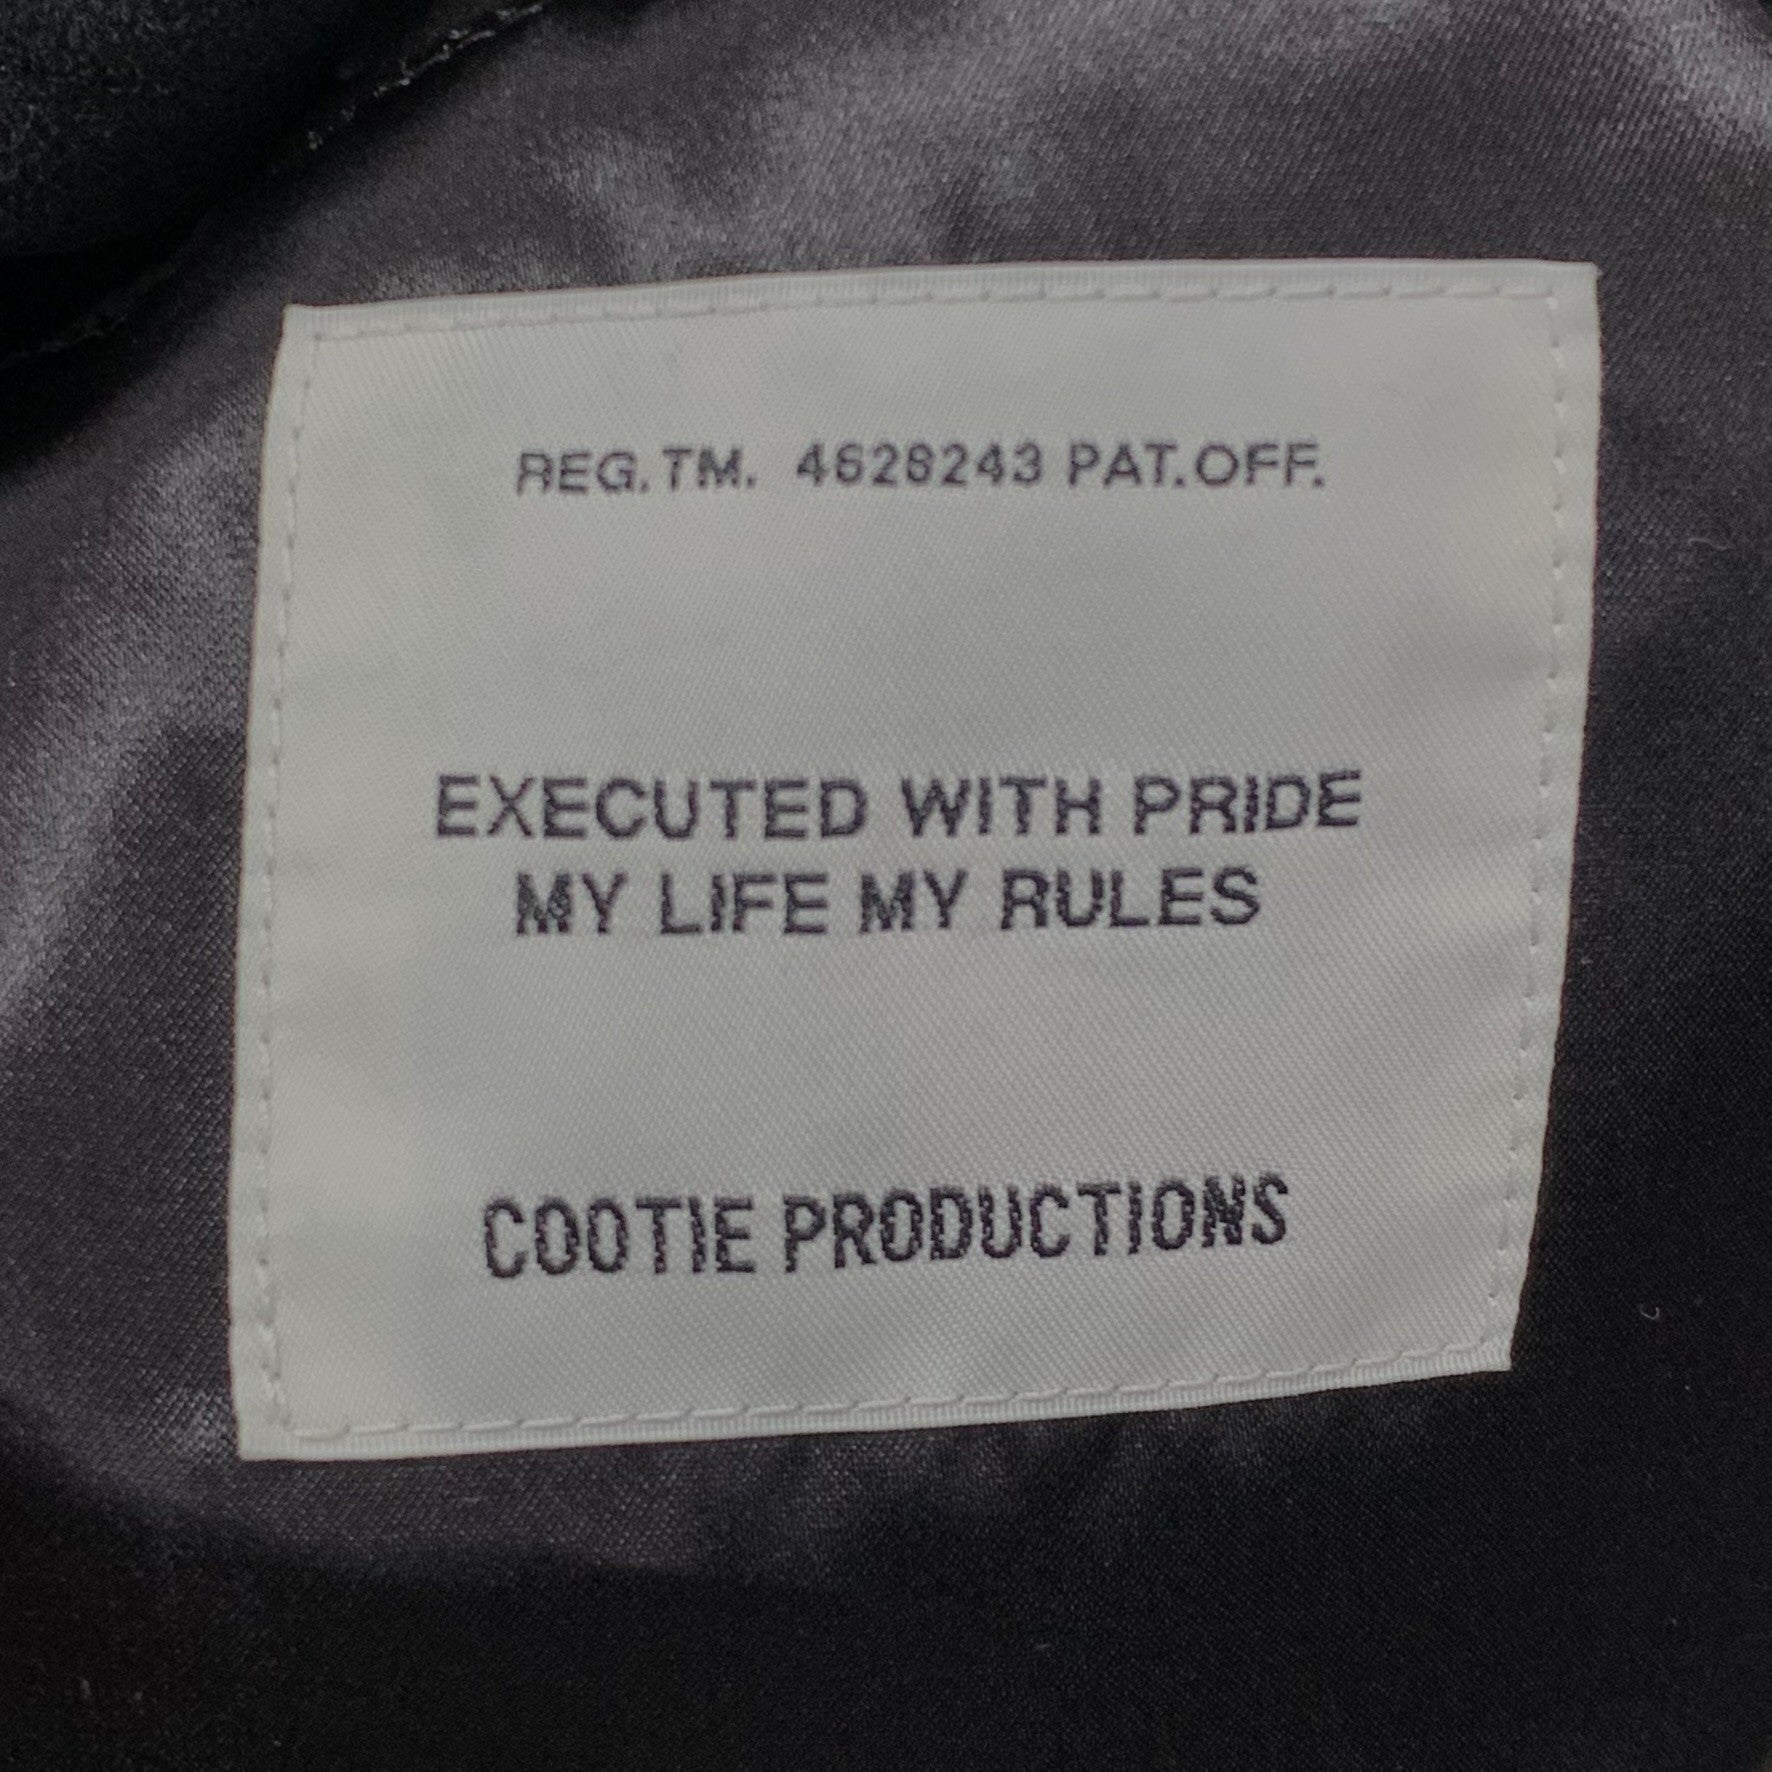 REG.TM. 4628243 PAT.OFF.
EXECUTED WITH PRIDE
MY LIFE MY RULES
COOTIE PRODUCTIONS